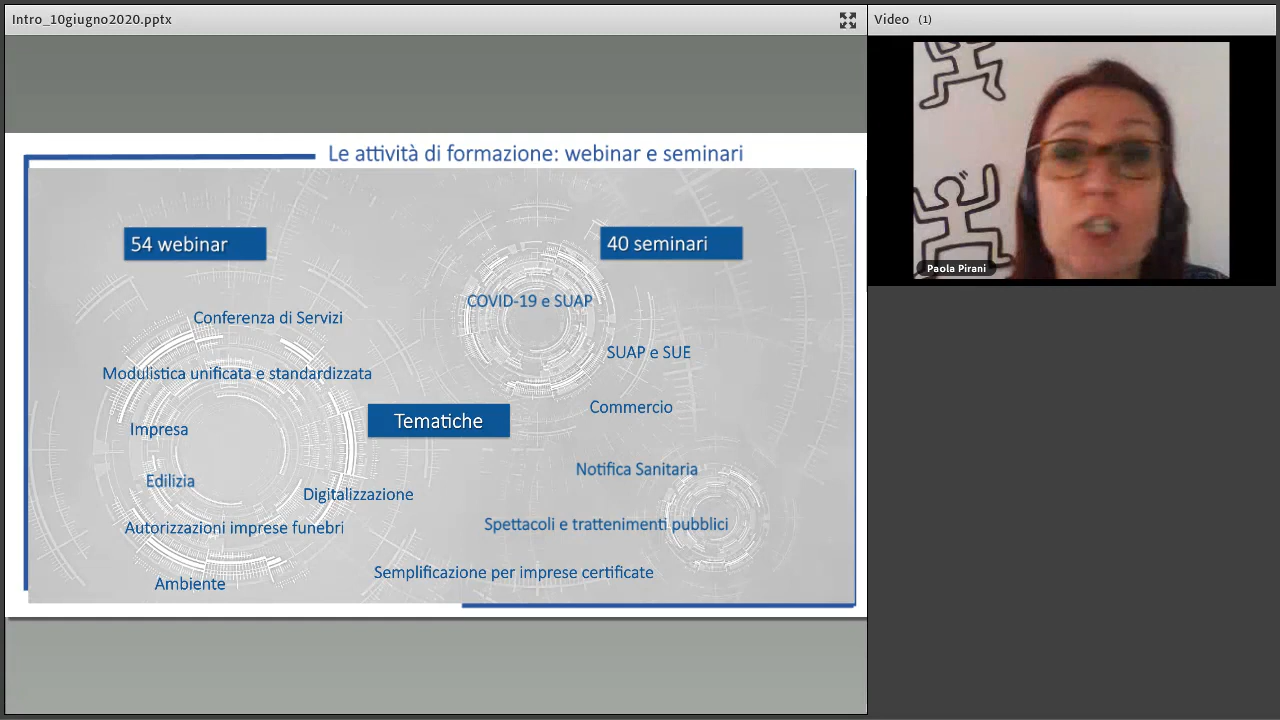 Intro_10giugno2020.pptx
Video (1)
Paola Pirani
Le attività di formazione: webinar e seminari
54 webinar
40 seminari
COVID-19 e SUAP
Conferenza di Servizi
SUAP e SUE
Modulistica unificata e standardizzata
Commercio
Tematiche
Impresa
Notifica Sanitaria
Edilizia
Digitalizzazione
Spettacoli e trattenimenti pubblici
Autorizzazioni imprese funebri
Semplificazione per imprese certificate
Ambiente